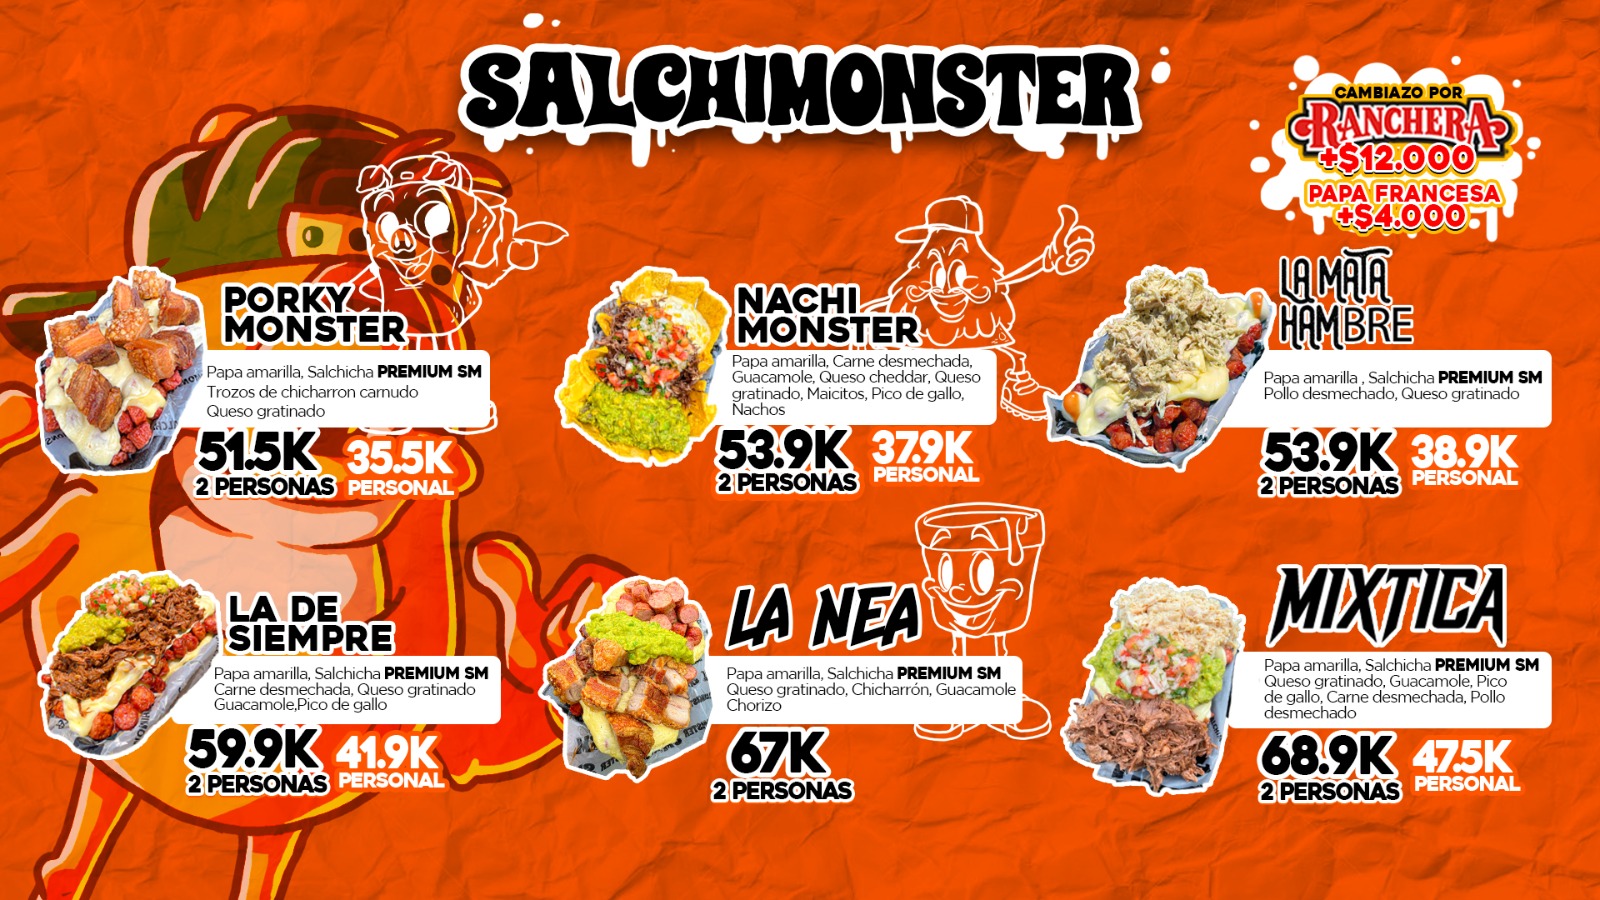 SALCHIMONSTER
CAMBIAZO POR
RANCHERA
+$12.000
PAPA FRANCESA
+$4.000
PORKY
MONSTER
Papa amarilla, Salchicha PREMIUM SM
Trozos de chicharron carnudo
Queso gratinado
51.5K
2 PERSONAS
35.5K
PERSONAL
NACHI
MONSTER
Papa amarilla, Carne desmechada,
Guacamole, Queso cheddar, Queso
gratinado, Maicitos, Pico de gallo,
Nachos
53.9K
2 PERSONAS
37.9K
PERSONAL
LA MATA
HAMBRE
Papa amarilla , Salchicha PREMIUM SM
Pollo desmechado, Queso gratinado
53.9K
2 PERSONAS
38.9K
PERSONAL
LA DE
SIEMPRE
Papa amarilla, Salchicha PREMIUM SM
Carne desmechada, Queso gratinado
Guacamole,Pico de gallo
59.9K
2 PERSONAS
41.9K
PERSONAL
LA NEA
Papa amarilla, Salchicha PREMIUM SM
Queso gratinado, Chicharrón, Guacamole
Chorizo
67K
2 PERSONAS
MIXTICA
Papa amarilla, Salchicha PREMIUM SM
Queso gratinado, Guacamole, Pico
de gallo, Carne desmechada, Pollo
desmechado
68.9K
2 PERSONAS
47.5K
PERSONAL